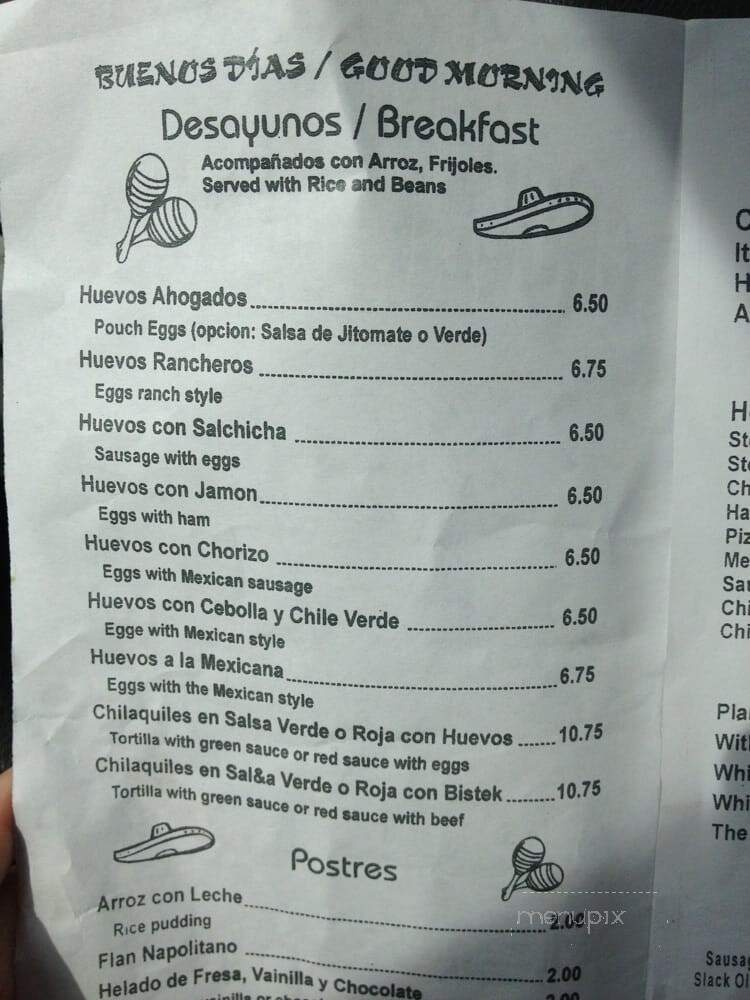 BUENOS DÍAS / GOOD MORNING
Desayunos / Breakfast
Acompañados con Arroz, Frijoles.
Served with Rice and Beans
Huevos Ahogados 6.50
Pouch Eggs (opcion: Salsa de Jitomate o Verde)
Huevos Rancheros 6.75
Eggs ranch style
Huevos con Salchicha 6.50
Sausage with eggs
Huevos con Jamon 6.50
Eggs with ham
Huevos con Chorizo 6.50
Eggs with Mexican sausage
Huevos con Cebolla y Chile Verde 6.50
Egge with Mexican style
Huevos a la Mexicana 6.75
Eggs with the Mexican style
Chilaquiles en Salsa Verde o Roja con Huevos 10.75
Tortilla with green sauce or red sauce with eggs
Chilaquiles en Sal&a Verde o Roja con Bistek 10.75
Tortilla with green sauce or red sauce with beef
Postres
Arroz con Leche 2.00
Rice pudding
menupix
Flan Napolitano 2.00
Helado de Fresa, Vainilla y Chocolate 2.00
The